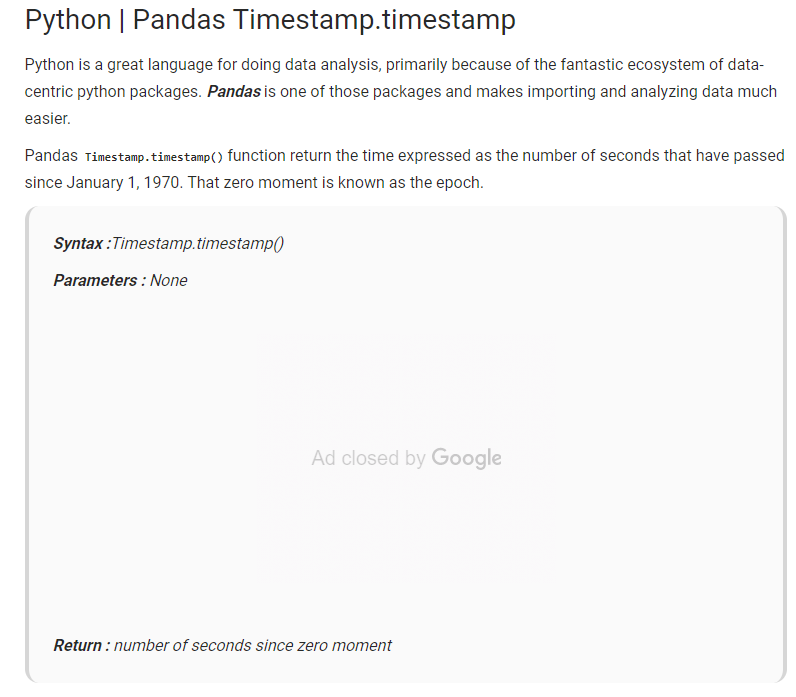 Python | Pandas Timestamp.timestamp
Python is a great language for doing data analysis, primarily because of the fantastic ecosystem of data-
centric python packages. Pandas is one of those packages and makes importing and analyzing data much
easier.
Pandas Timestamp.timestamp() function return the time expressed as the number of seconds that have passed
since January 1, 1970. That zero moment is known as the epoch.
Syntax :Timestamp.timestamp()
Parameters : None
Ad closed by Google
Return : number of seconds since zero moment